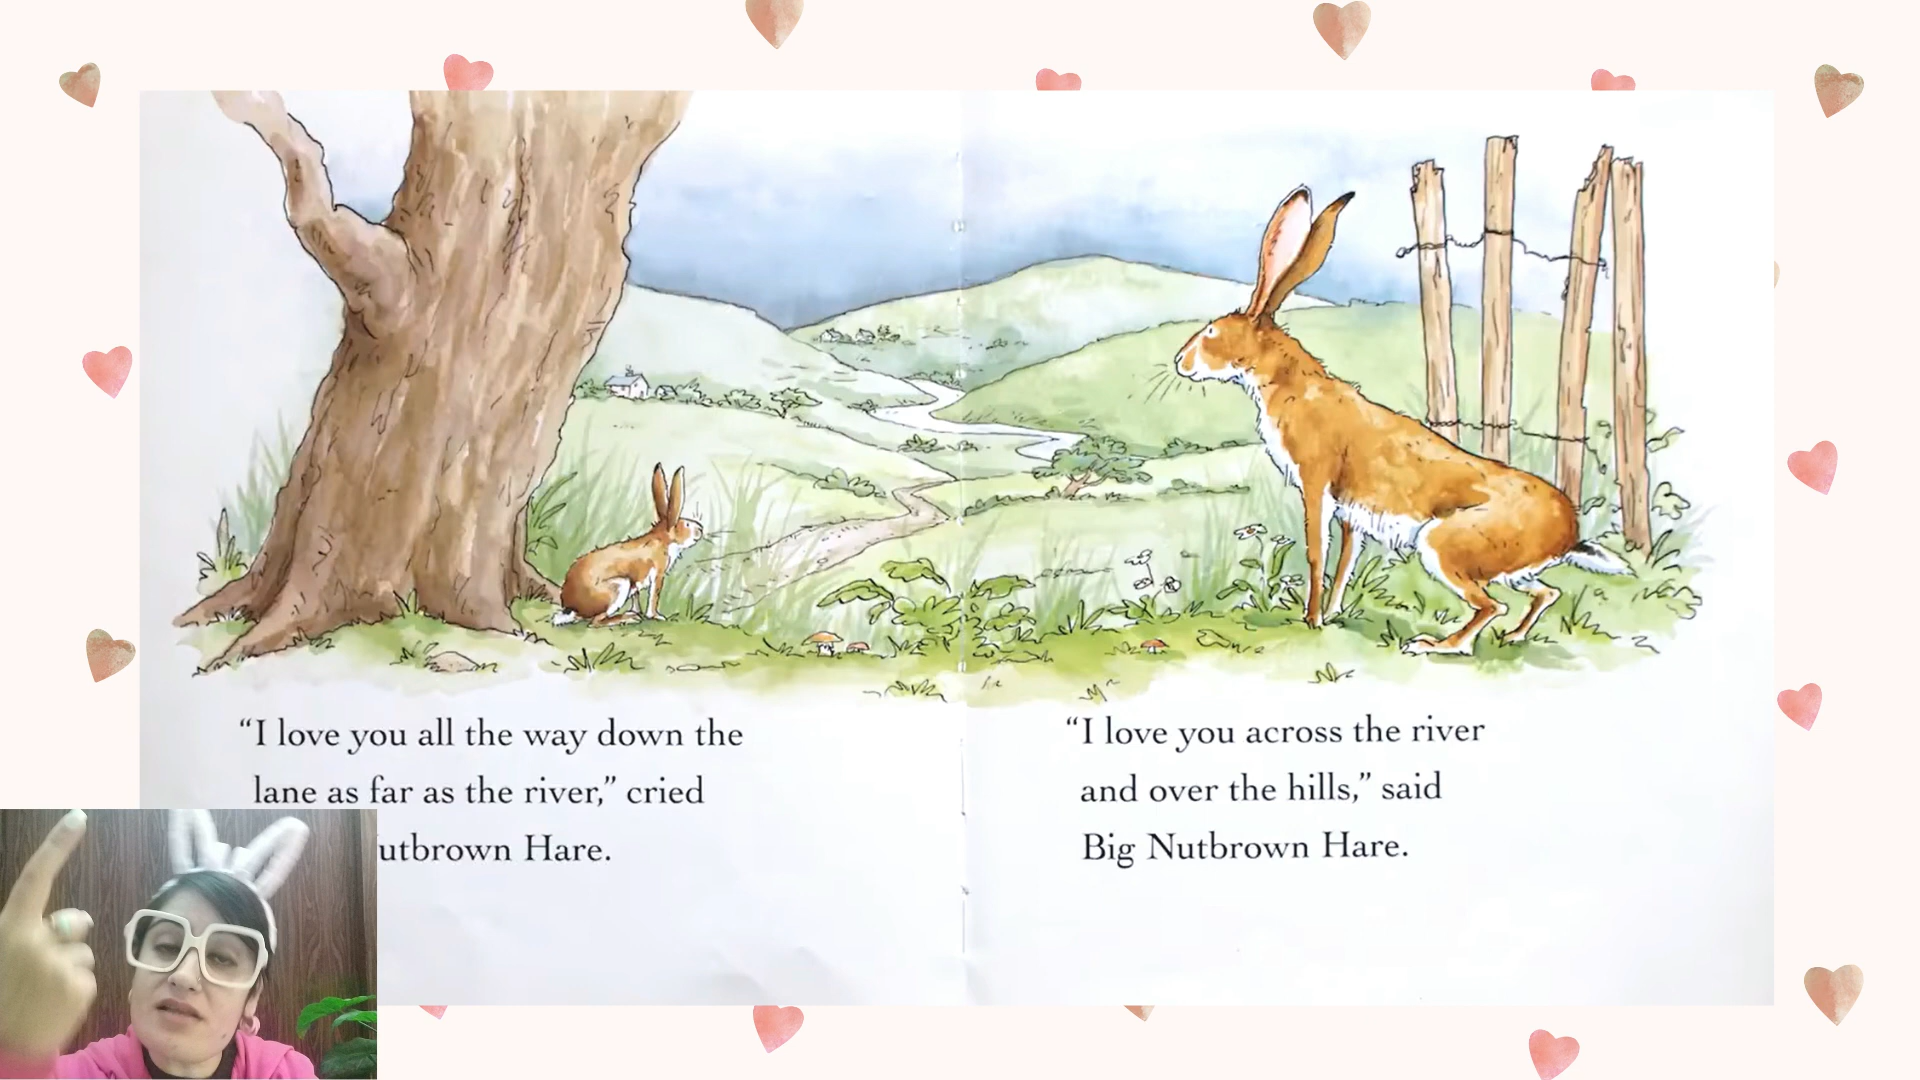 “I love you all the way down the
lane as far as the river,” cried
utbrown Hare.
“I love you across the river
and over the hills,” said
Big Nutbrown Hare.